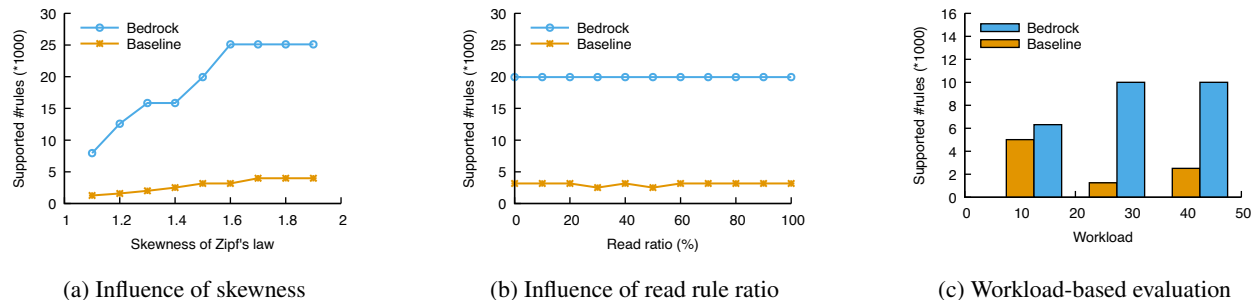 30
25
20
15
10
5
0
Supported #rules (*1000)
Bedrock
Baseline
1
1.2
1.4
1.6
1.8
2
Skewness of Zipf's law
(a) Influence of skewness
30
25
20
15
10
5
0
Supported #rules (*1000)
Bedrock
Baseline
0
20
40
60
80
100
Read ratio (%)
(b) Influence of read rule ratio
16
14
12
10
8
6
4
2
0
Supported #rules (*1000)
Bedrock
Baseline
0
10
20
30
40
50
Workload
(c) Workload-based evaluation